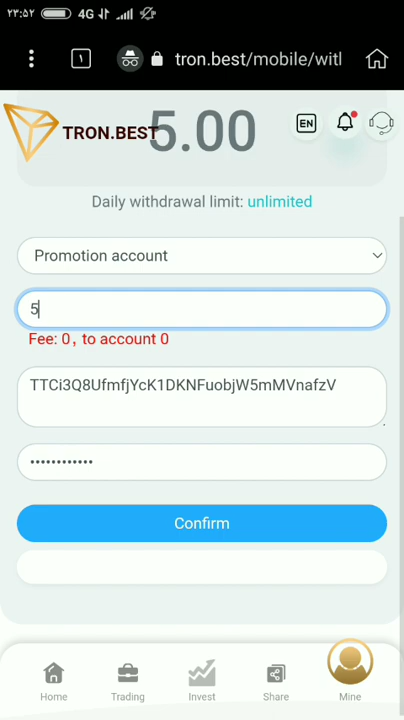 ۲۳:۵۲ 4G
۱ tron.best/mobile/witl
TRON.BEST
5.00
EN
Daily withdrawal limit: unlimited
Promotion account
5
Fee: 0, to account 0
TTCi3Q8UfmfjYcK1DKNFuobjW5mMVnafzV
••••••••••••
Confirm
Home Trading Invest Share Mine